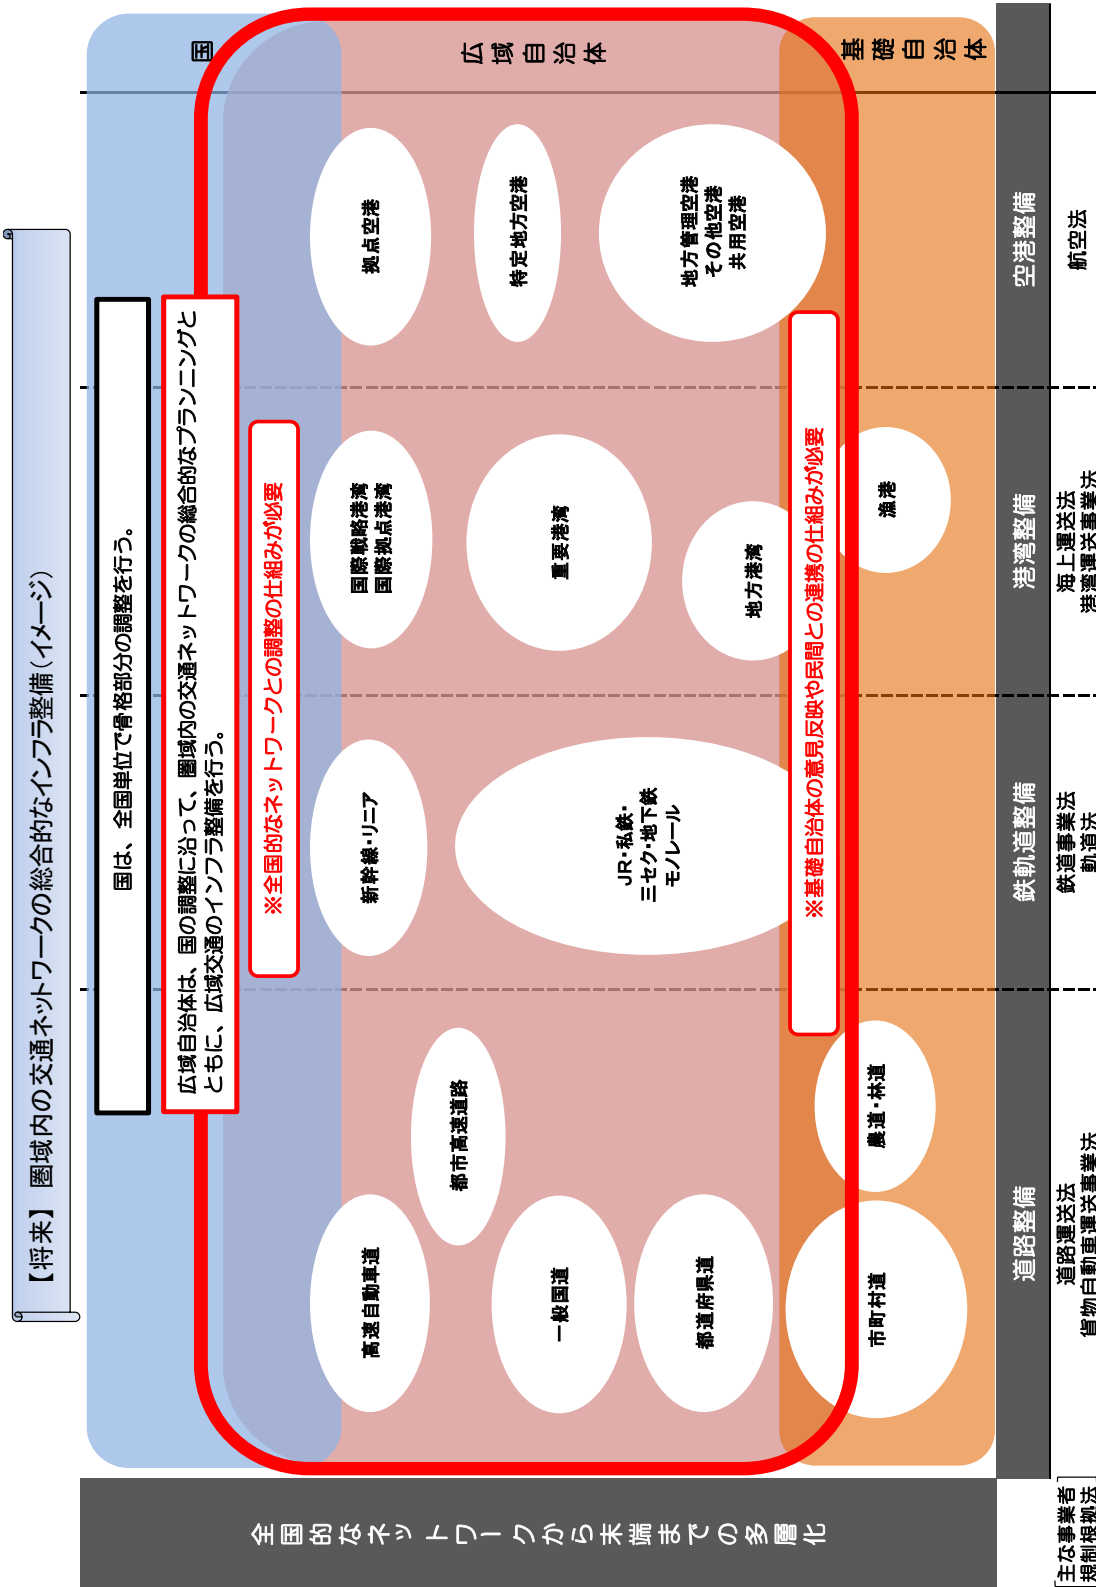 【将来】 圏域内の交通ネットワークの総合的なインフラ整備(イメージ)
国は、全国単位で骨格部分の調整を行う。
広域自治体は、国の調整に沿って、圏域内の交通ネットワークの総合的なプランニングと
ともに、広域交通のインフラ整備を行う。
※全国的なネットワークとの調整の仕組みが必要
国
広域自治体
基礎自治体
全国的なネットワークから末端までの多層化
高速自動車道
都市高速道路
一般国道
都道府県道
市町村道
農道・林道
新幹線・リニア
JR・私鉄・
三セク・地下鉄
モノレール
国際戦略港湾
国際拠点港湾
重要港湾
地方港湾
漁港
拠点空港
特定地方空港
地方管理空港
その他空港
共用空港
※基礎自治体の意見反映や民間との連携の仕組みが必要
道路整備
鉄軌道整備
港湾整備
空港整備
主な事業者
規制根拠法
道路運送法
貨物自動車運送事業法
鉄道事業法
軌道法
海上運送法
港湾運送事業法
航空法